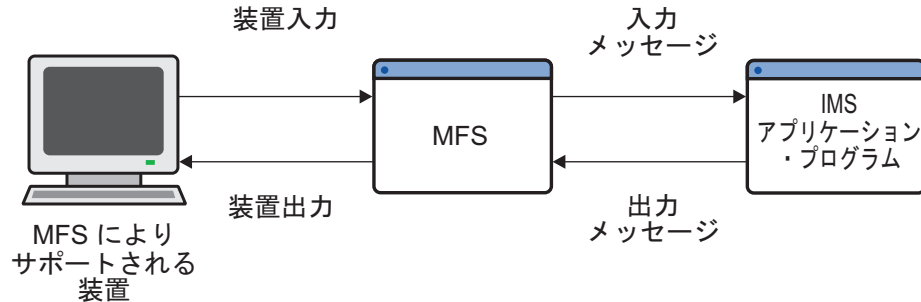 装置入力
入力
メッセージ
MFS
IMS
アプリケーション
・プログラム
装置出力
出力
メッセージ
MFS により
サポートされる
装置